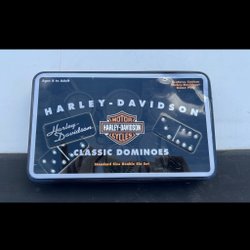 Ages 8 to Adult
HARLEY-DAVIDSON
Harley
Davidson
MOTOR
HARLEY-DAVIDSON
CYCLES
CLASSIC DOMINOES
Standard Size Double Six Set